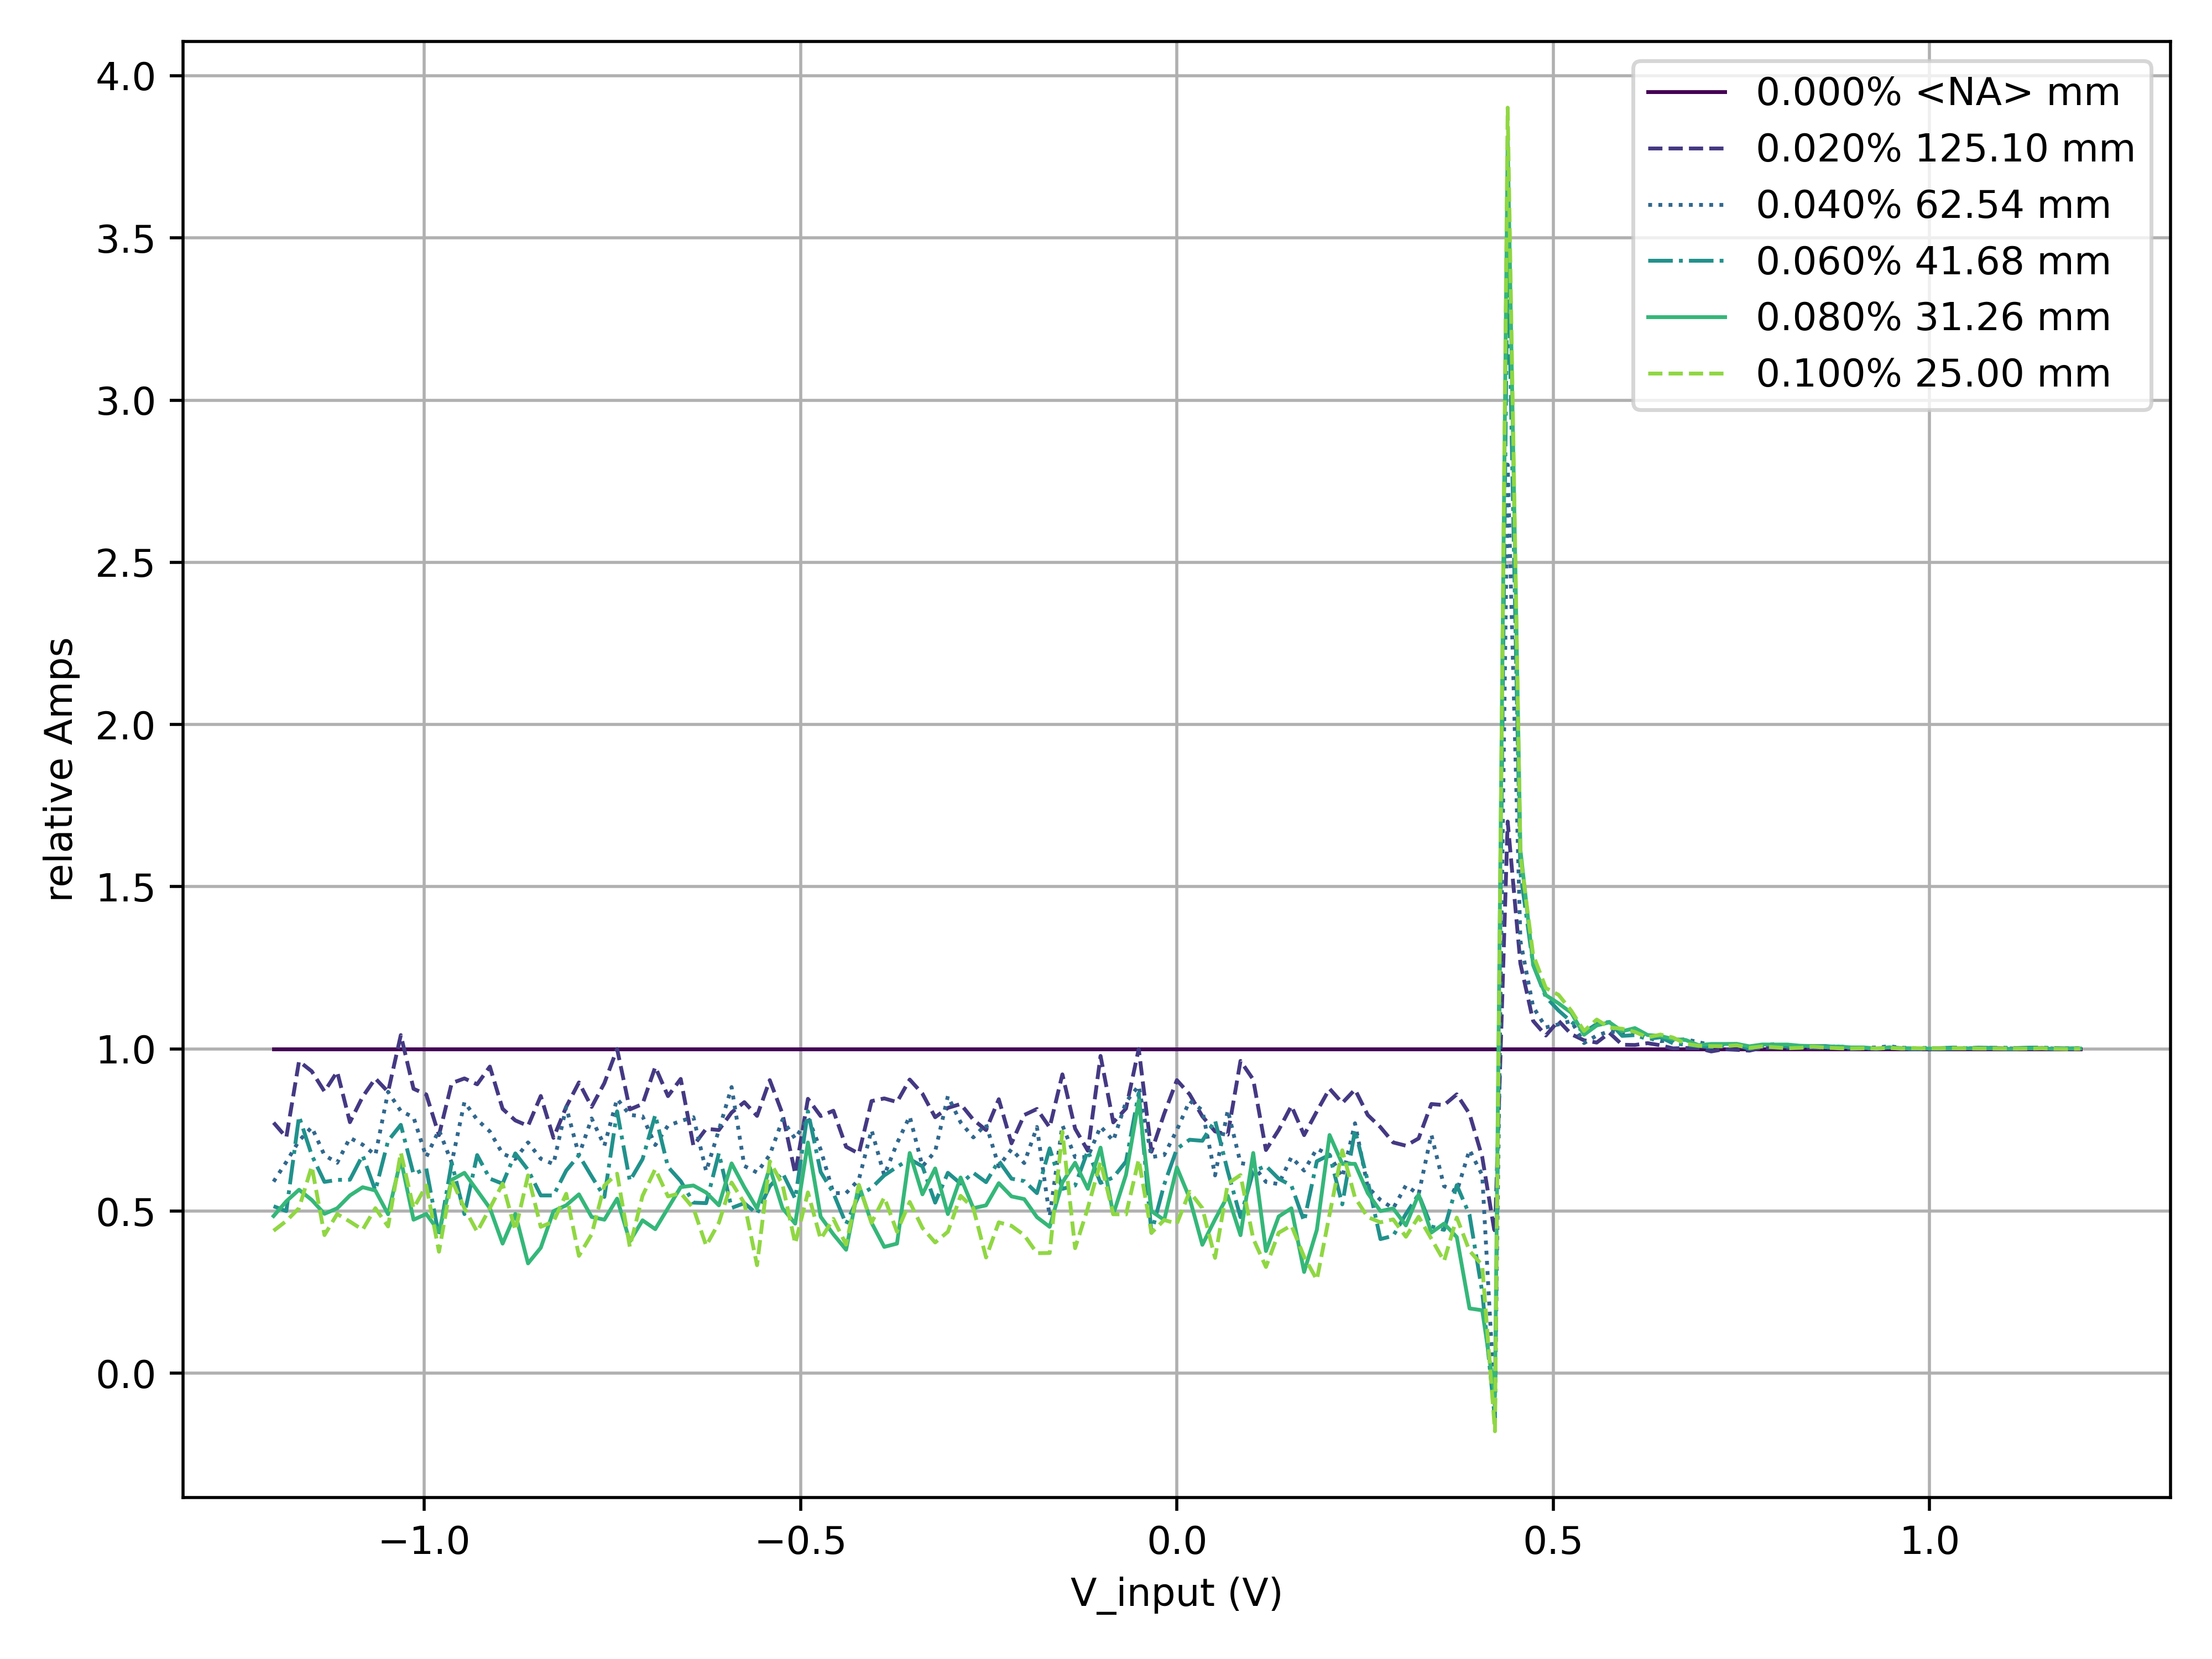 4.0
3.5
3.0
2.5
2.0
1.5
1.0
0.5
0.0
relative Amps
−1.0
−0.5
0.0
0.5
1.0
V_input (V)
0.000% <NA> mm
0.020% 125.10 mm
0.040% 62.54 mm
0.060% 41.68 mm
0.080% 31.26 mm
0.100% 25.00 mm